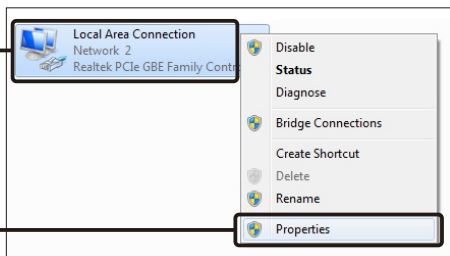 Local Area Connection
Network 2
Realtek PCIe GBE Family Contr
Disable
Status
Diagnose
Bridge Connections
Create Shortcut
Delete
Rename
Properties